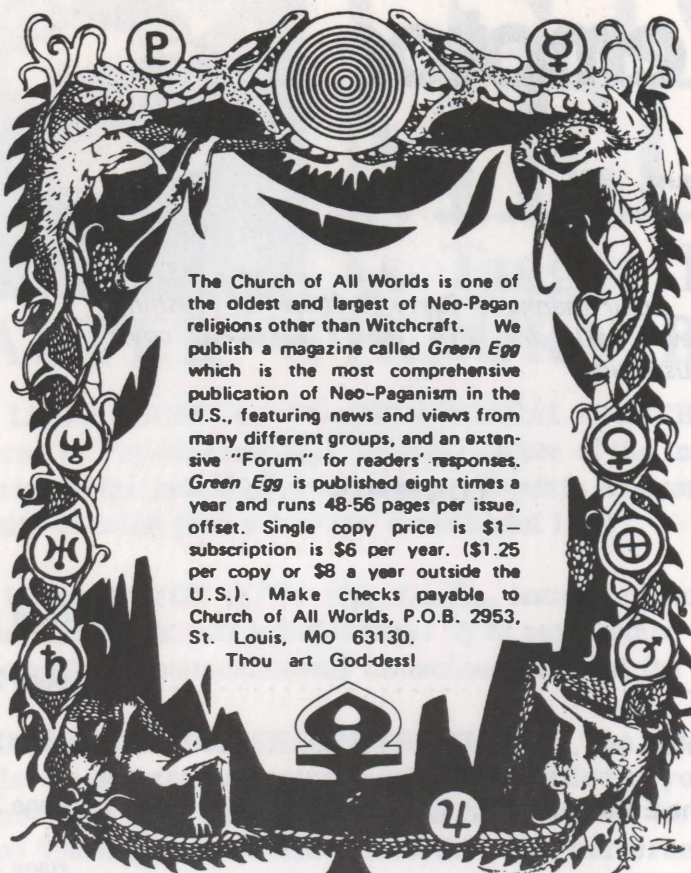 The Church of All Worlds is one of
the oldest and largest of Neo-Pagan
religions other than Witchcraft. We
publish a magazine called Green Egg
which is the most comprehensive
publication of Neo-Paganism in the
U.S., featuring news and views from
many different groups, and an exten-
sive "Forum" for readers' responses.
Green Egg is published eight times a
year and runs 48-56 pages per issue,
offset. Single copy price is $1—
subscription is $6 per year. ($1.25
per copy or $8 a year outside the
U.S.). Make checks payable to
Church of All Worlds, P.O. 2953,
St. Louis, MO 63130.
Thou art God-dess!